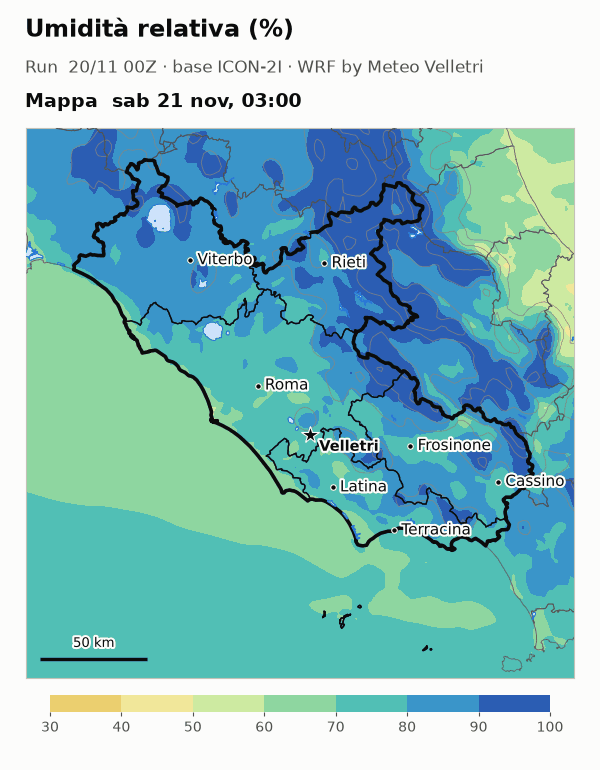 Umidità relativa (%)
Run  20/11 00Z · base ICON-2I · WRF by Meteo Velletri
Mappa  sab 21 nov, 03:00
Viterbo
Rieti
Roma
Velletri
Frosinone
Cassino
Latina
Terracina
50 km
30 40 50 60 70 80 90 100